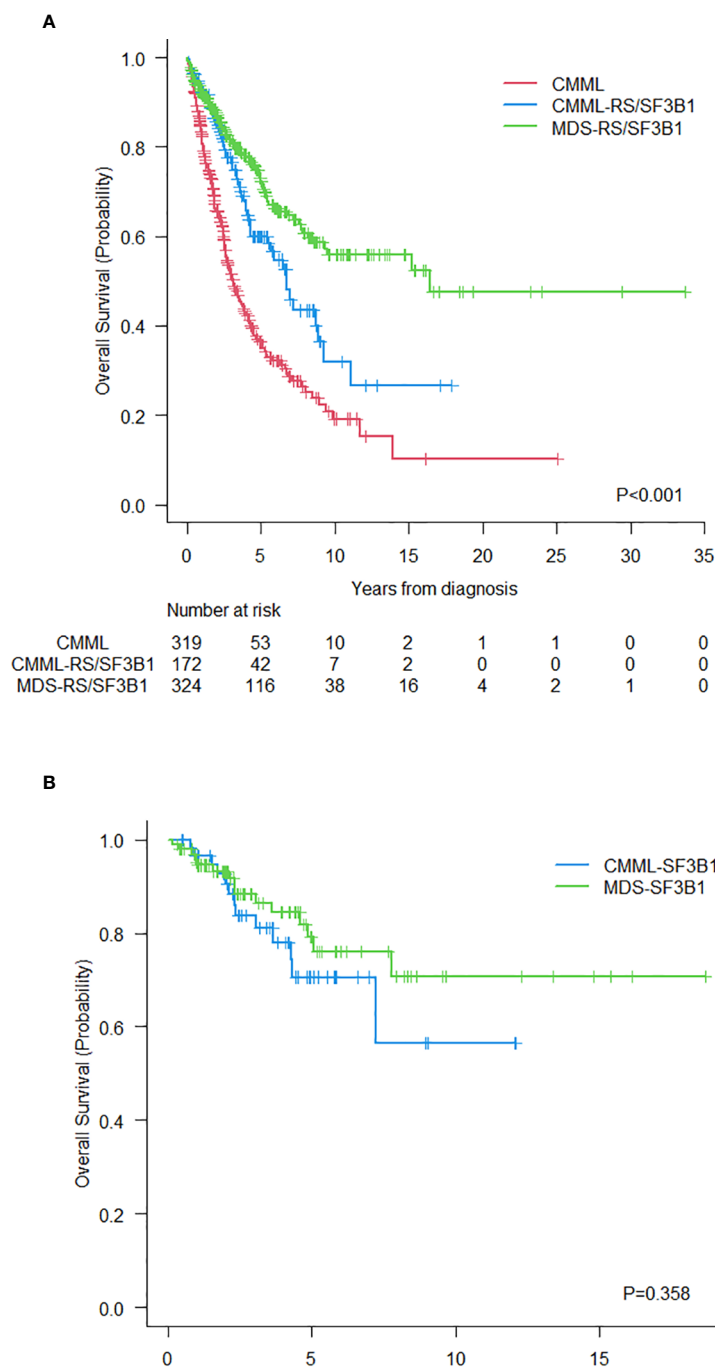 A
CMML
CMML-RS/SF3B1
MDS-RS/SF3B1
Overall Survival (Probability)
1.0
0.8
0.6
0.4
0.2
0.0
P<0.001
0 5 10 15 20 25 30 35
Years from diagnosis
Number at risk
CMML 319 53 10 2 1 1 0 0
CMML-RS/SF3B1 172 42 7 2 0 0 0 0
MDS-RS/SF3B1 324 116 38 16 4 2 1 0
B
CMML-SF3B1
MDS-SF3B1
Overall Survival (Probability)
1.0
0.8
0.6
0.4
0.2
0.0
P=0.358
0 5 10 15